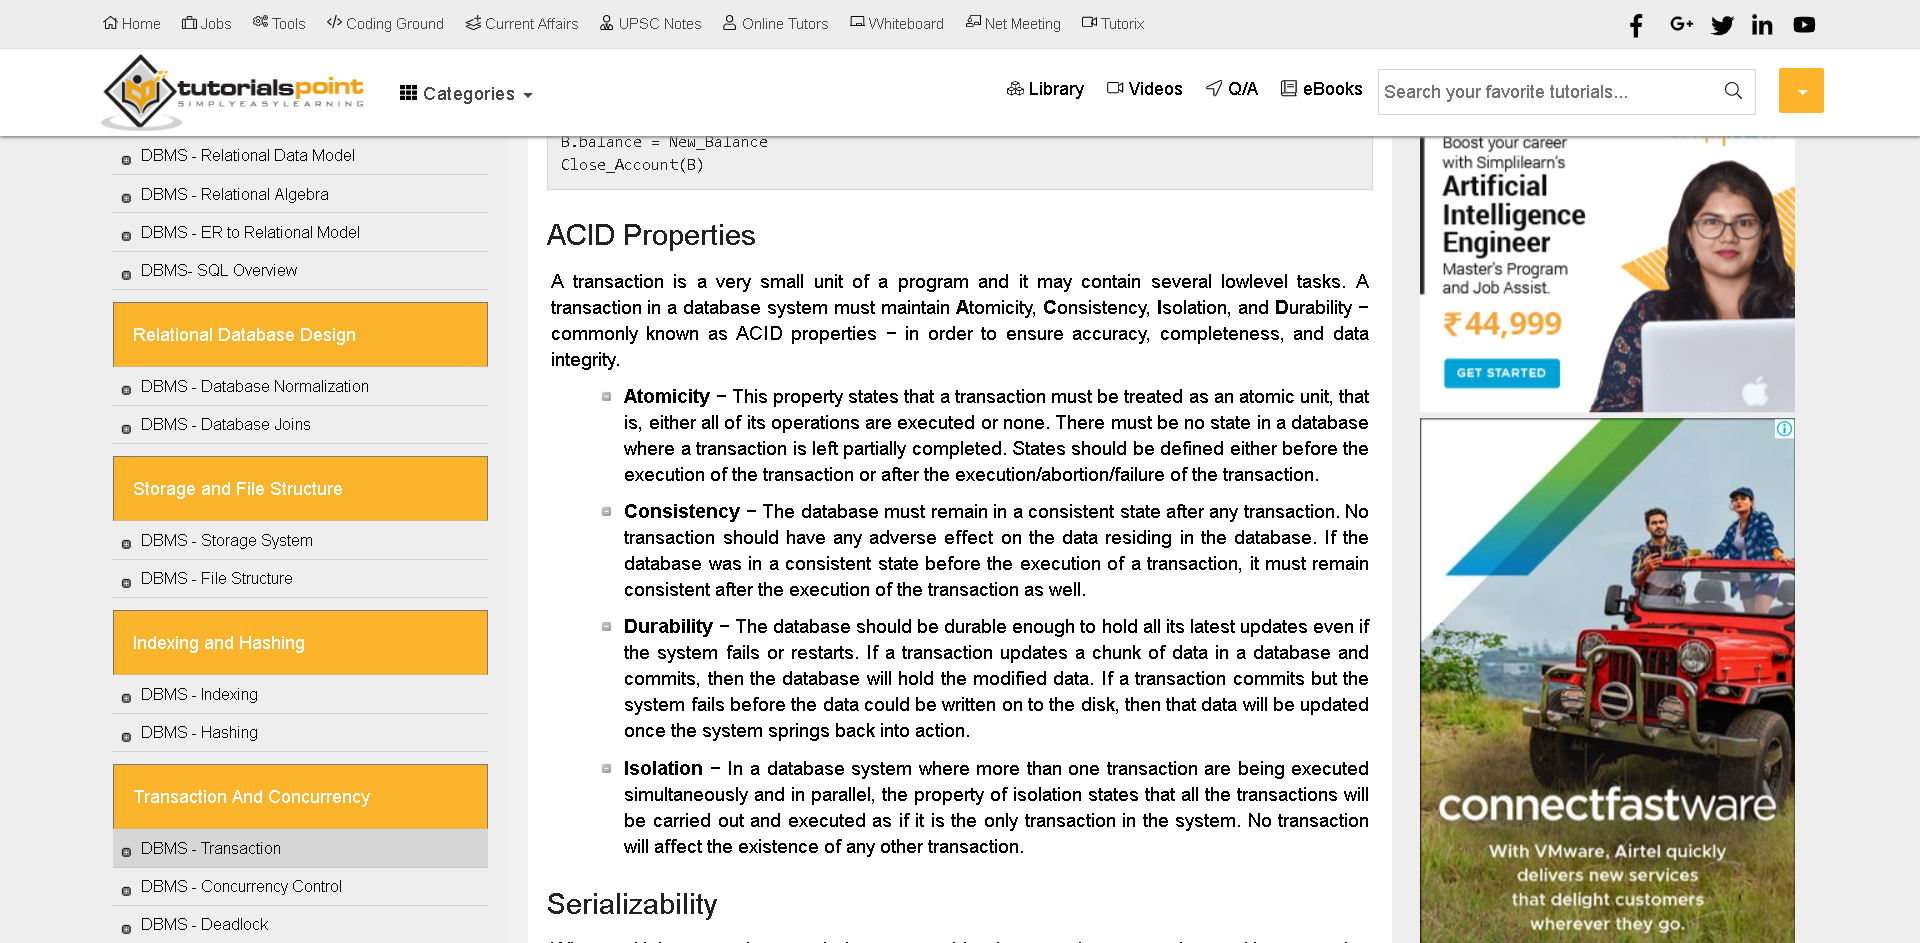 Home Jobs Tools Coding Ground Current Affairs UPSC Notes Online Tutors Whiteboard Net Meeting Tutorix
tutorialspoint
SIMPLYEASYLEARNING
Categories
Library Videos Q/A eBooks Search your favorite tutorials...
DBMS - Relational Data Model
DBMS - Relational Algebra
DBMS - ER to Relational Model
DBMS- SQL Overview
Relational Database Design
DBMS - Database Normalization
DBMS - Database Joins
Storage and File Structure
DBMS - Storage System
DBMS - File Structure
Indexing and Hashing
DBMS - Indexing
DBMS - Hashing
Transaction And Concurrency
DBMS - Transaction
DBMS - Concurrency Control
DBMS - Deadlock
B.balance = New_Balance
Close_Account(B)
ACID Properties
A transaction is a very small unit of a program and it may contain several lowlevel tasks. A
transaction in a database system must maintain Atomicity, Consistency, Isolation, and Durability −
commonly known as ACID properties − in order to ensure accuracy, completeness, and data
integrity.
Atomicity − This property states that a transaction must be treated as an atomic unit, that
is, either all of its operations are executed or none. There must be no state in a database
where a transaction is left partially completed. States should be defined either before the
execution of the transaction or after the execution/abortion/failure of the transaction.
Consistency − The database must remain in a consistent state after any transaction. No
transaction should have any adverse effect on the data residing in the database. If the
database was in a consistent state before the execution of a transaction, it must remain
consistent after the execution of the transaction as well.
Durability − The database should be durable enough to hold all its latest updates even if
the system fails or restarts. If a transaction updates a chunk of data in a database and
commits, then the database will hold the modified data. If a transaction commits but the
system fails before the data could be written on to the disk, then that data will be updated
once the system springs back into action.
Isolation − In a database system where more than one transaction are being executed
simultaneously and in parallel, the property of isolation states that all the transactions will
be carried out and executed as if it is the only transaction in the system. No transaction
will affect the existence of any other transaction.
Serializability
Boost your career
with Simplilearn's
Artificial
Intelligence
Engineer
Master's Program
and Job Assist.
₹44,999
GET STARTED
connectfastware
With VMware, Airtel quickly
delivers new services
that delight customers
wherever they go.